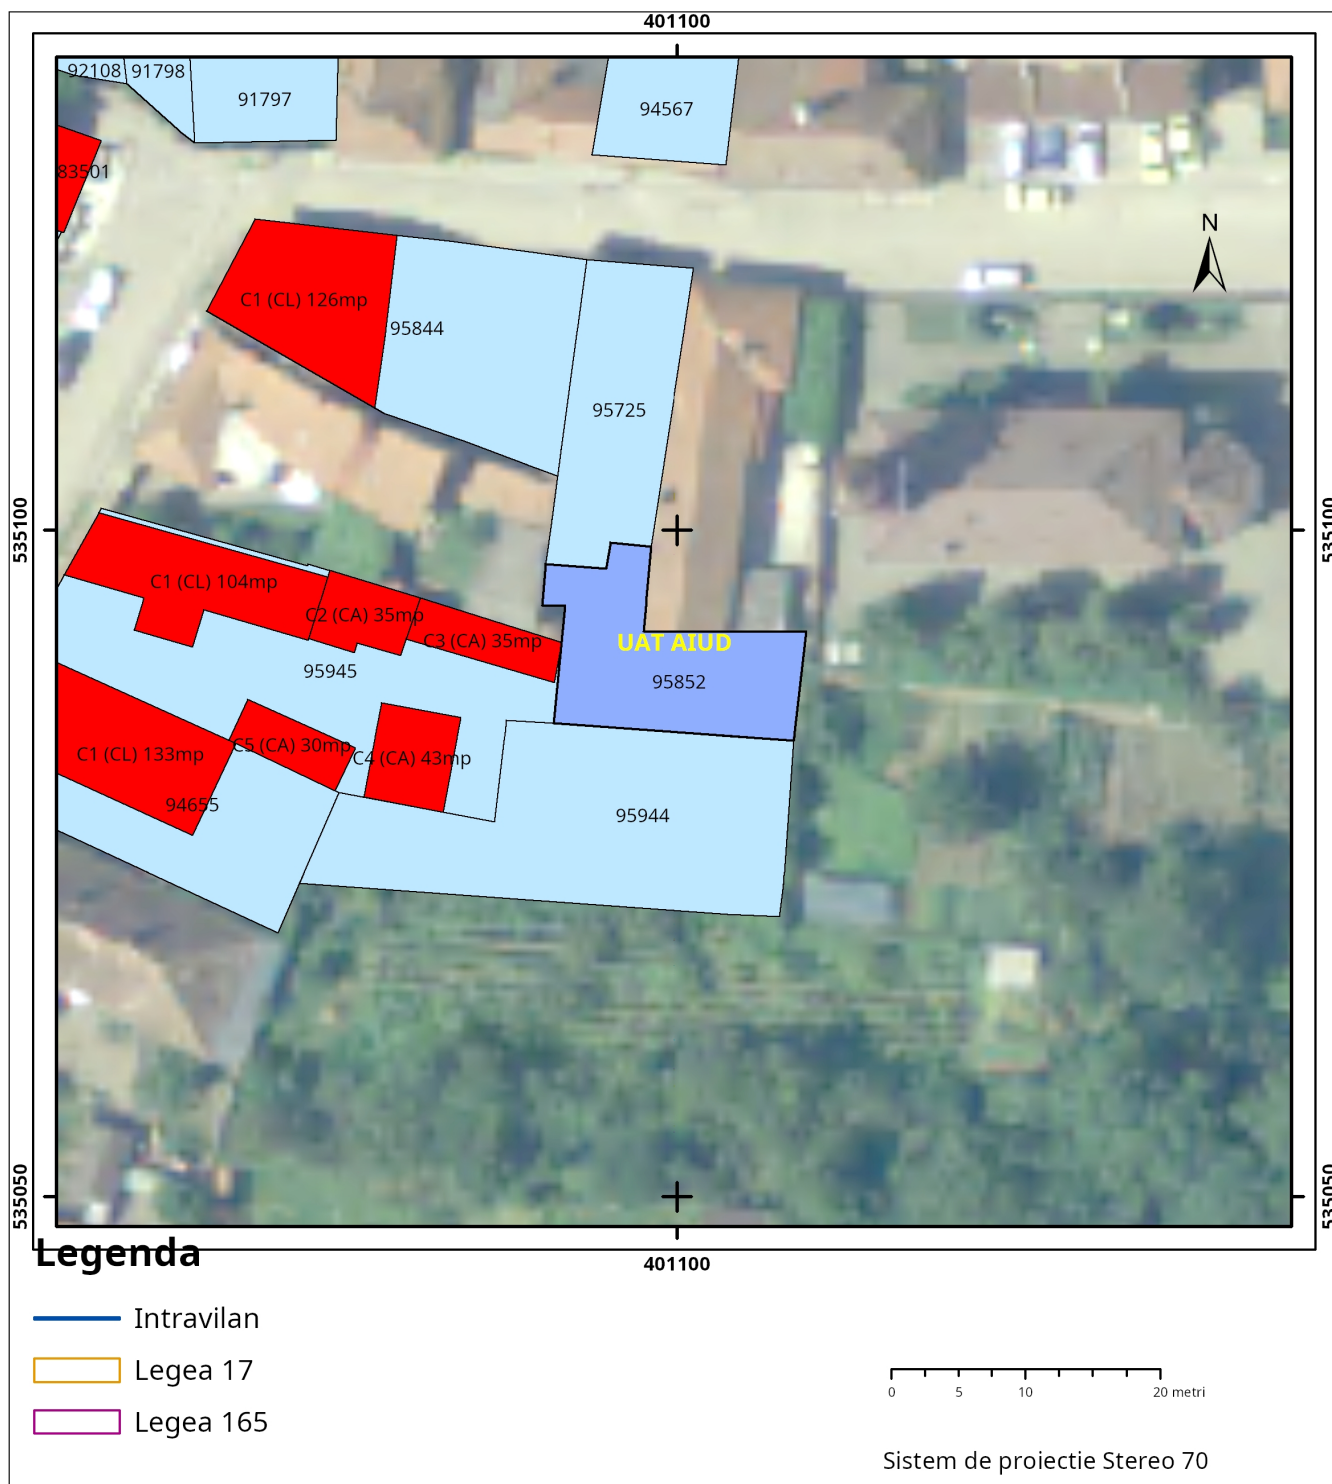 401100
92108
91798
91797
94567
83501
N
C1 (CL) 126mp
95844
95725
535100
535100
C1 (CL) 104mp
C2 (CA) 35mp
C3 (CA) 35mp
UAT AIUD
95945
95852
C5 (CA) 30mp
C1 (CL) 133mp
C4 (CA) 43mp
94655
95944
535050
535050
401100
Legenda
Intravilan
Legea 17
Legea 165
0 5 10 20 metri
Sistem de proiectie Stereo 70